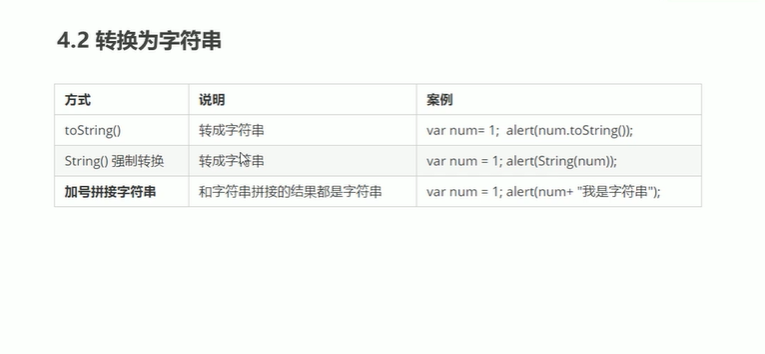 4.2 转换为字符串
方式 说明 案例
toString() 转成字符串 var num= 1;  alert(num.toString());
String() 强制转换 转成字符串 var num = 1; alert(String(num));
加号拼接字符串 和字符串拼接的结果都是字符串 var num = 1; alert(num+ "我是字符串");